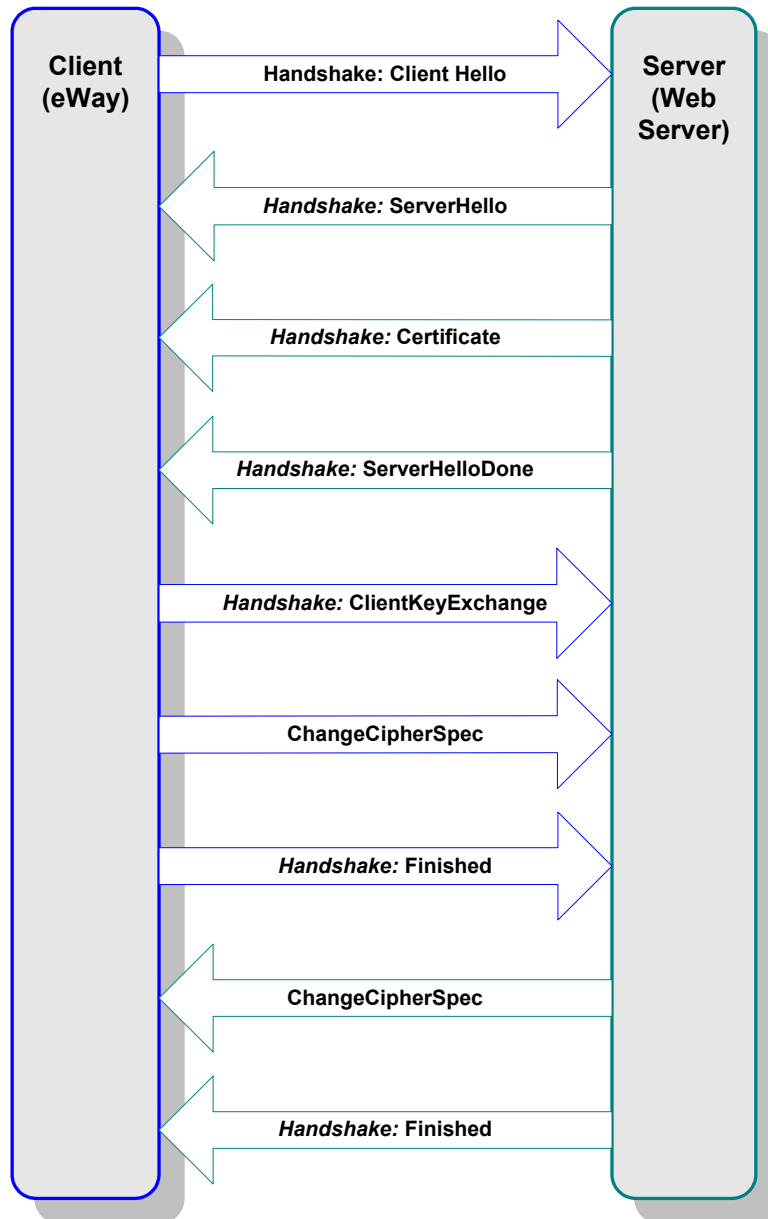 Client
(eWay)
Handshake: Client Hello
Server
(Web
Server)
Handshake: ServerHello
Handshake: Certificate
Handshake: ServerHelloDone
Handshake: ClientKeyExchange
ChangeCipherSpec
Handshake: Finished
ChangeCipherSpec
Handshake: Finished